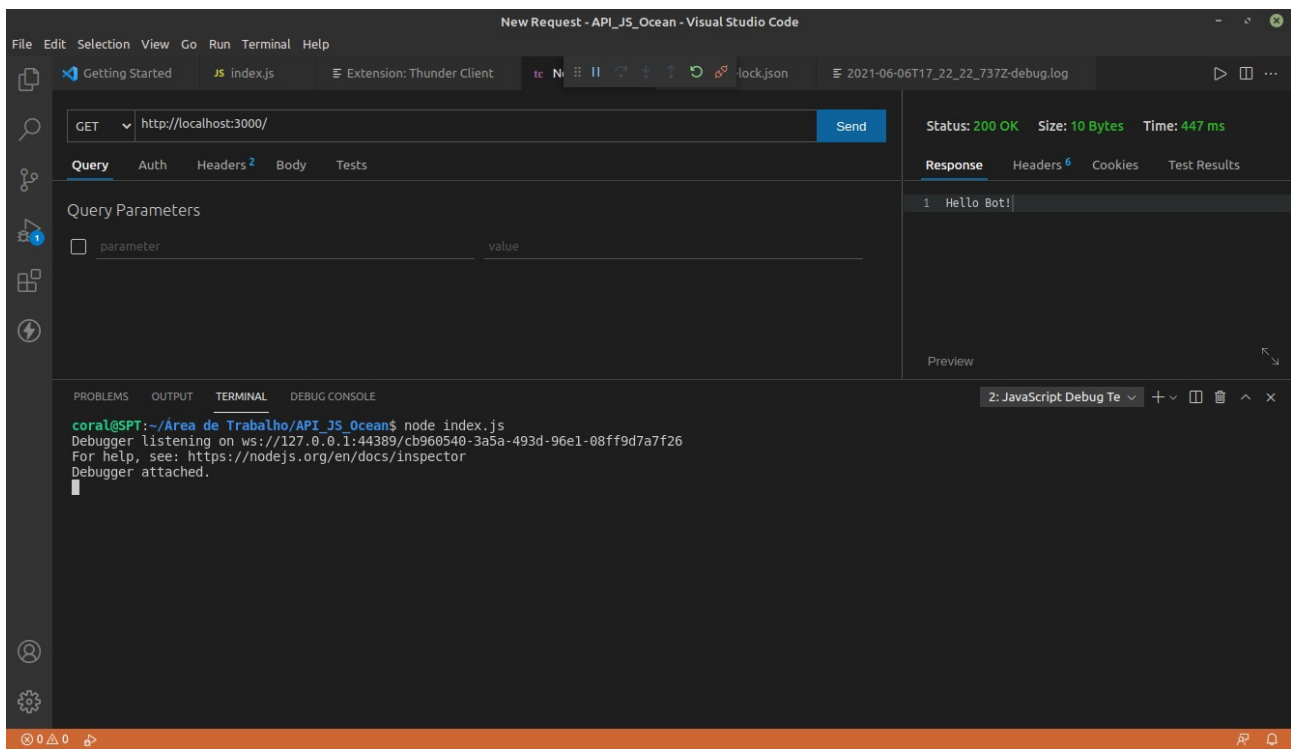 New Request - API_JS_Ocean - Visual Studio Code
File Edit Selection View Go Run Terminal Help
Getting Started JS index.js Extension: Thunder Client tc -lock.json 2021-06-06T17_22_22_737Z-debug.log
GET http://localhost:3000/ Send
Status: 200 OK Size: 10 Bytes Time: 447 ms
Query Auth Headers 2 Body Tests
Response Headers 6 Cookies Test Results
1 Hello Bot!
Query Parameters
parameter value
1
Preview
PROBLEMS OUTPUT TERMINAL DEBUG CONSOLE 2: JavaScript Debug Te
coral@SPT:~/Área de Trabalho/API_JS_Ocean$ node index.js
Debugger listening on ws://127.0.0.1:44389/cb960540-3a5a-493d-96e1-08ff9d7a7f26
For help, see: https://nodejs.org/en/docs/inspector
Debugger attached.
0 0